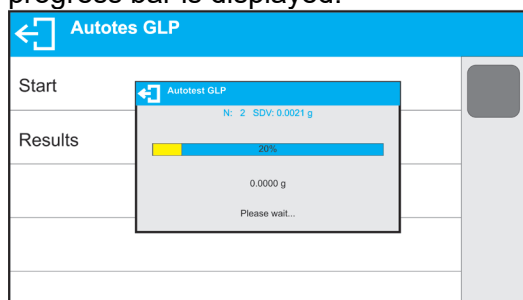 progress bar is displayed.
Autotes GLP
Start
Autotest GLP
N: 2 SDV: 0.0021 g
Results
20%
0.0000 g
Please wait...